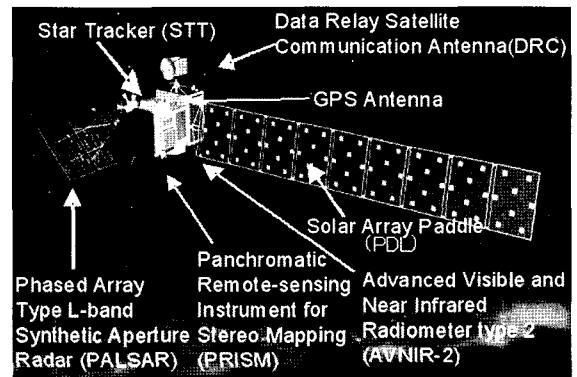 Star Tracker (STT)
Data Relay Satellite
Communication Antenna(DRC)
GPS Antenna
Solar Array Paddle
(PDL)
Phased Array
Type L-band
Synthetic Aperture
Radar (PALSAR)
Panchromatic
Remote-sensing
Instrument for
Stereo Mapping
(PRISM)
Advanced Visible and
Near Infrared
Radiometer type 2
(AVNIR-2)